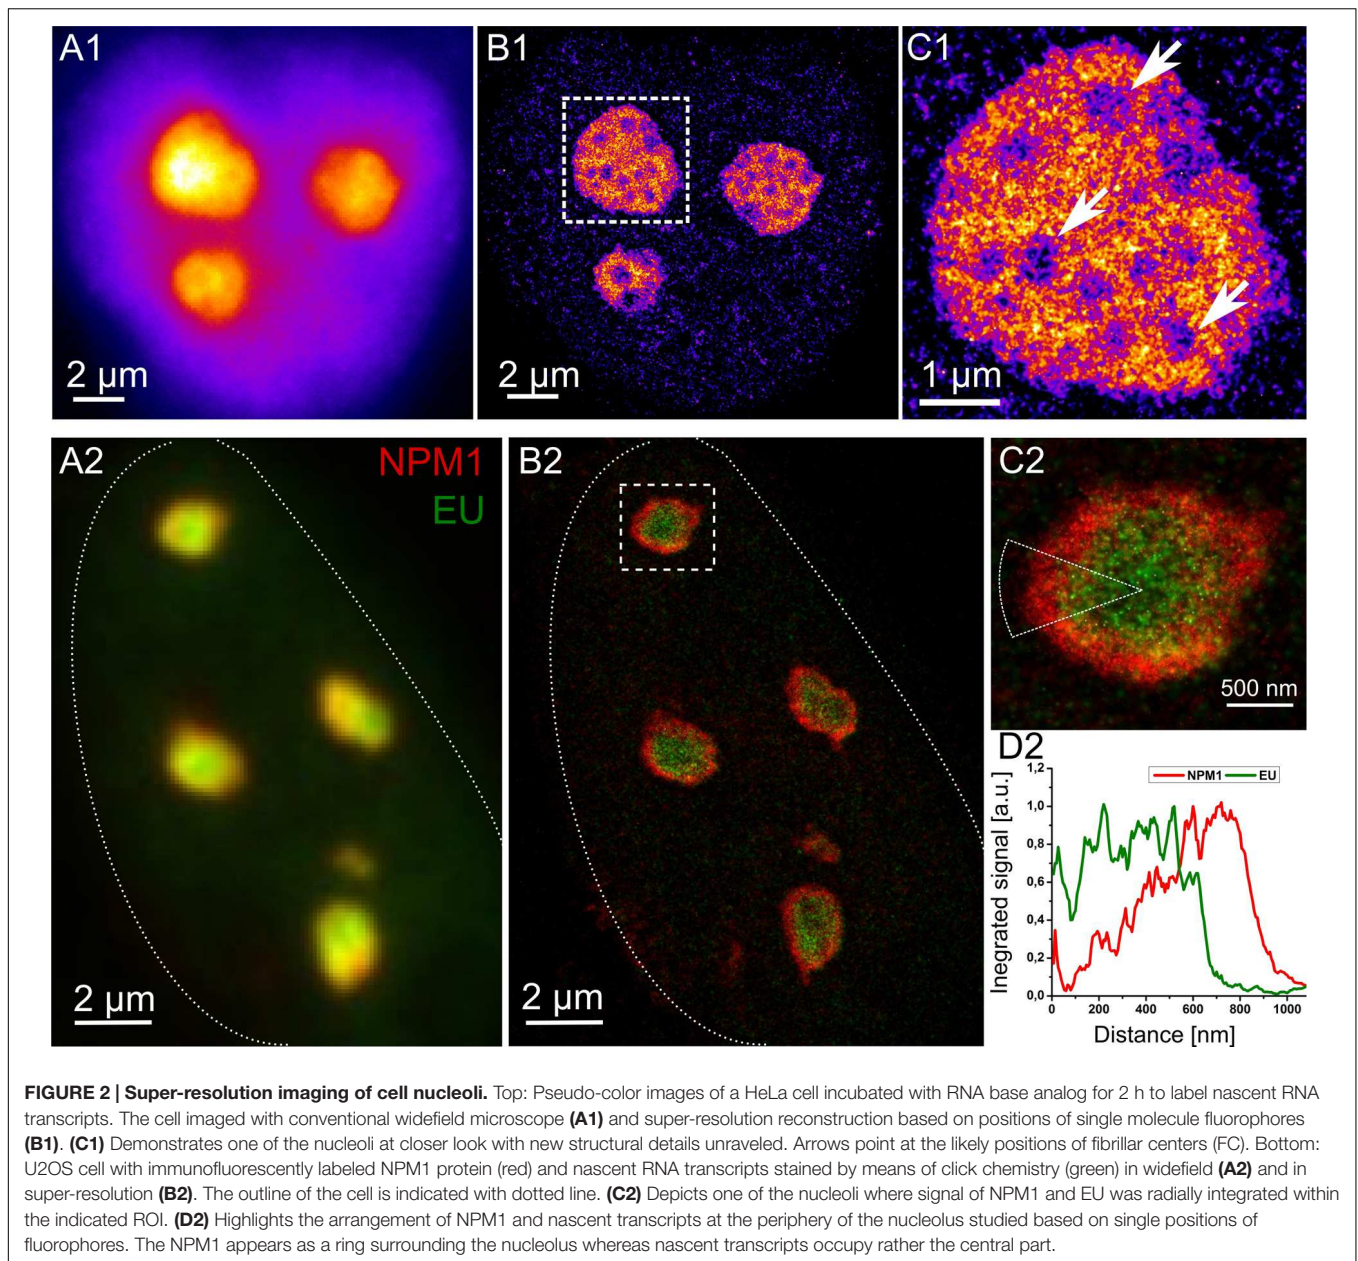 A1
2 µm
B1
2 µm
C1
1 µm
A2
NPM1
EU
2 µm
B2
2 µm
C2
500 nm
D2
Inegrated signal [a.u.]
1,2
1,0
0,8
0,6
0,4
0,2
0,0
NPM1 EU
0 200 400 600 800 1000
Distance [nm]
FIGURE 2 | Super-resolution imaging of cell nucleoli. Top: Pseudo-color images of a HeLa cell incubated with RNA base analog for 2 h to label nascent RNA
transcripts. The cell imaged with conventional widefield microscope (A1) and super-resolution reconstruction based on positions of single molecule fluorophores
(B1). (C1) Demonstrates one of the nucleoli at closer look with new structural details unraveled. Arrows point at the likely positions of fibrillar centers (FC). Bottom:
U2OS cell with immunofluorescently labeled NPM1 protein (red) and nascent RNA transcripts stained by means of click chemistry (green) in widefield (A2) and in
super-resolution (B2). The outline of the cell is indicated with dotted line. (C2) Depicts one of the nucleoli where signal of NPM1 and EU was radially integrated within
the indicated ROI. (D2) Highlights the arrangement of NPM1 and nascent transcripts at the periphery of the nucleolus studied based on single positions of
fluorophores. The NPM1 appears as a ring surrounding the nucleolus whereas nascent transcripts occupy rather the central part.